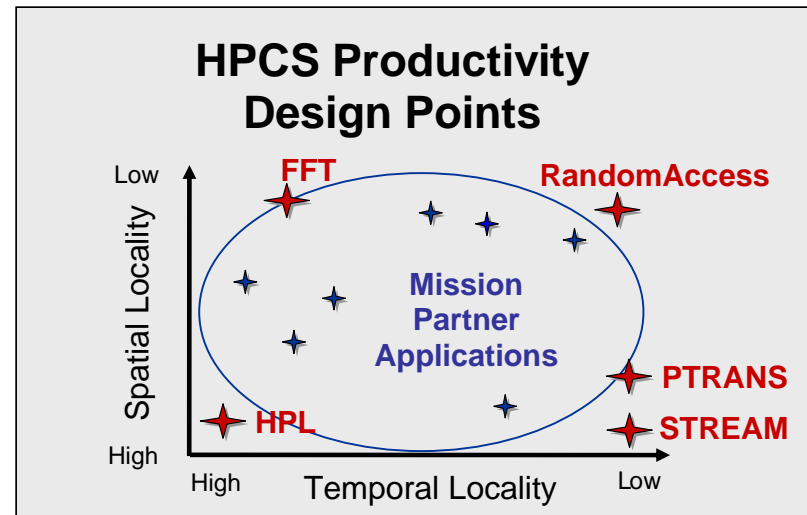 HPCS Productivity
Design Points
FFT
RandomAccess
Low
Spatial Locality
Mission
Partner
Applications
PTRANS
HPL
STREAM
High
High
Temporal Locality
Low